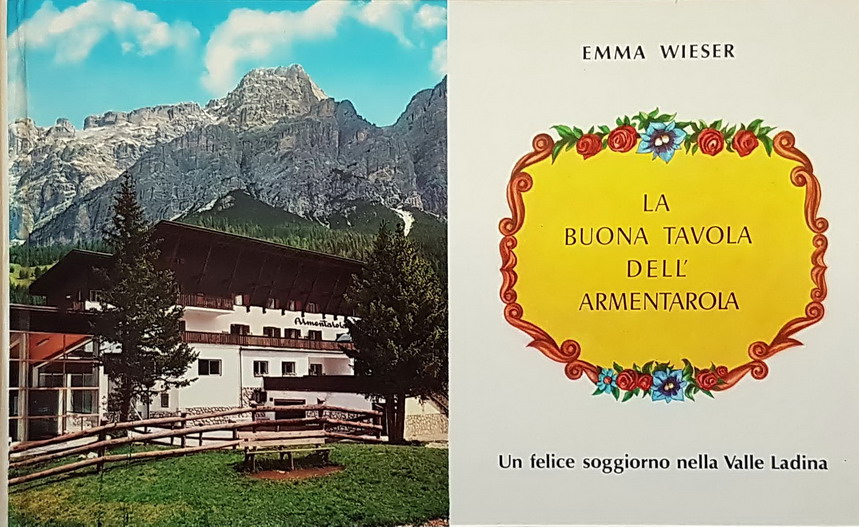 Armentarola
EMMA WIESER
LA
BUONA TAVOLA
DELL'
ARMENTAROLA
Un felice soggiorno nella Valle Ladina